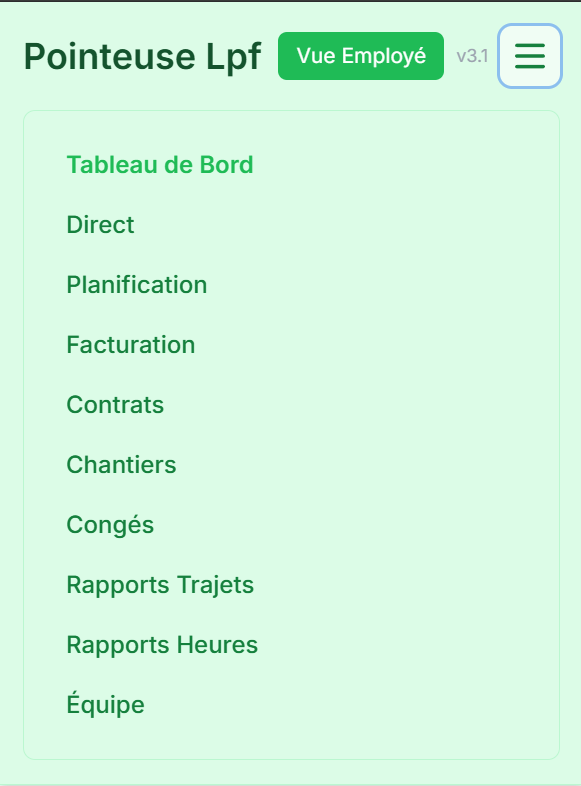 Pointeuse Lpf Vue Employé v3.1
Tableau de Bord
Direct
Planification
Facturation
Contrats
Chantiers
Congés
Rapports Trajets
Rapports Heures
Équipe